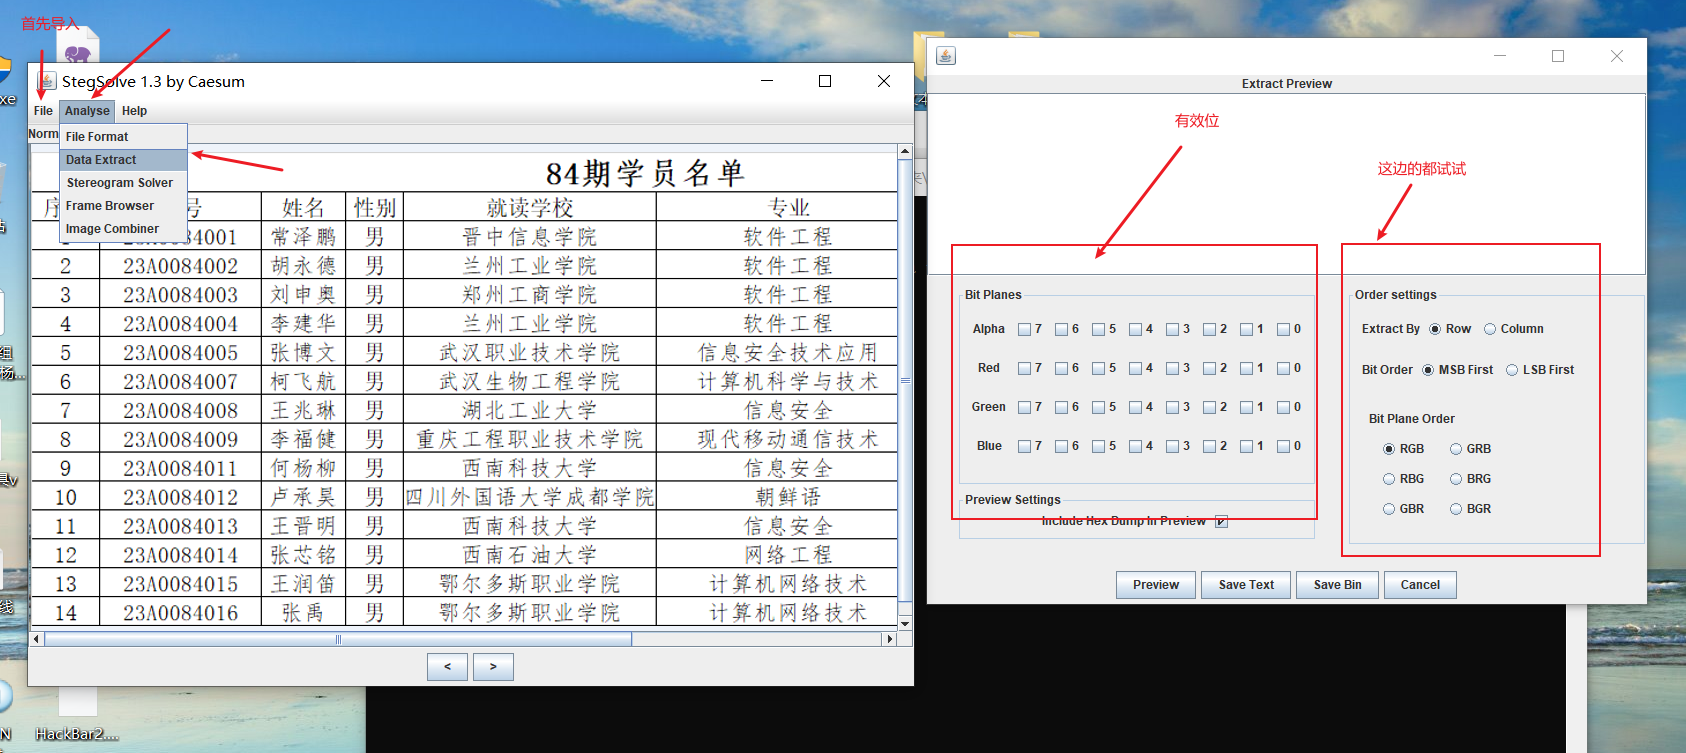 首先导入
StegSolve 1.3 by Caesum
File Analyse Help
Norm
File Format
Data Extract
Stereogram Solver
Frame Browser
Image Combiner
84期学员名单
序 号 姓名 性别 就读学校 专业
1 23A0084001 常泽鹏 男 晋中信息学院 软件工程
2 23A0084002 胡永德 男 兰州工业学院 软件工程
3 23A0084003 刘申奥 男 郑州工商学院 软件工程
4 23A0084004 李建华 男 兰州工业学院 软件工程
5 23A0084005 张博文 男 武汉职业技术学院 信息安全技术应用
6 23A0084007 柯飞航 男 武汉生物工程学院 计算机科学与技术
7 23A0084008 王兆琳 男 湖北工业大学 信息安全
8 23A0084009 李福健 男 重庆工程职业技术学院 现代移动通信技术
9 23A0084011 何杨柳 男 西南科技大学 信息安全
10 23A0084012 卢承昊 男 四川外国语大学成都学院 朝鲜语
11 23A0084013 王晋明 男 西南科技大学 信息安全
12 23A0084014 张芯铭 男 西南石油大学 网络工程
13 23A0084015 王润笛 男 鄂尔多斯职业学院 计算机网络技术
14 23A0084016 张禹 男 鄂尔多斯职业学院 计算机网络技术
< >
Extract Preview
有效位
这边的都试试
Bit Planes
Alpha 7 6 5 4 3 2 1 0
Red 7 6 5 4 3 2 1 0
Green 7 6 5 4 3 2 1 0
Blue 7 6 5 4 3 2 1 0
Preview Settings
Include Hex Dump In Preview
Order settings
Extract By Row Column
Bit Order MSB First LSB First
Bit Plane Order
RGB GRB
RBG BRG
GBR BGR
Preview Save Text Save Bin Cancel
xe
组
杨...
具v
线
N
HackBar2....